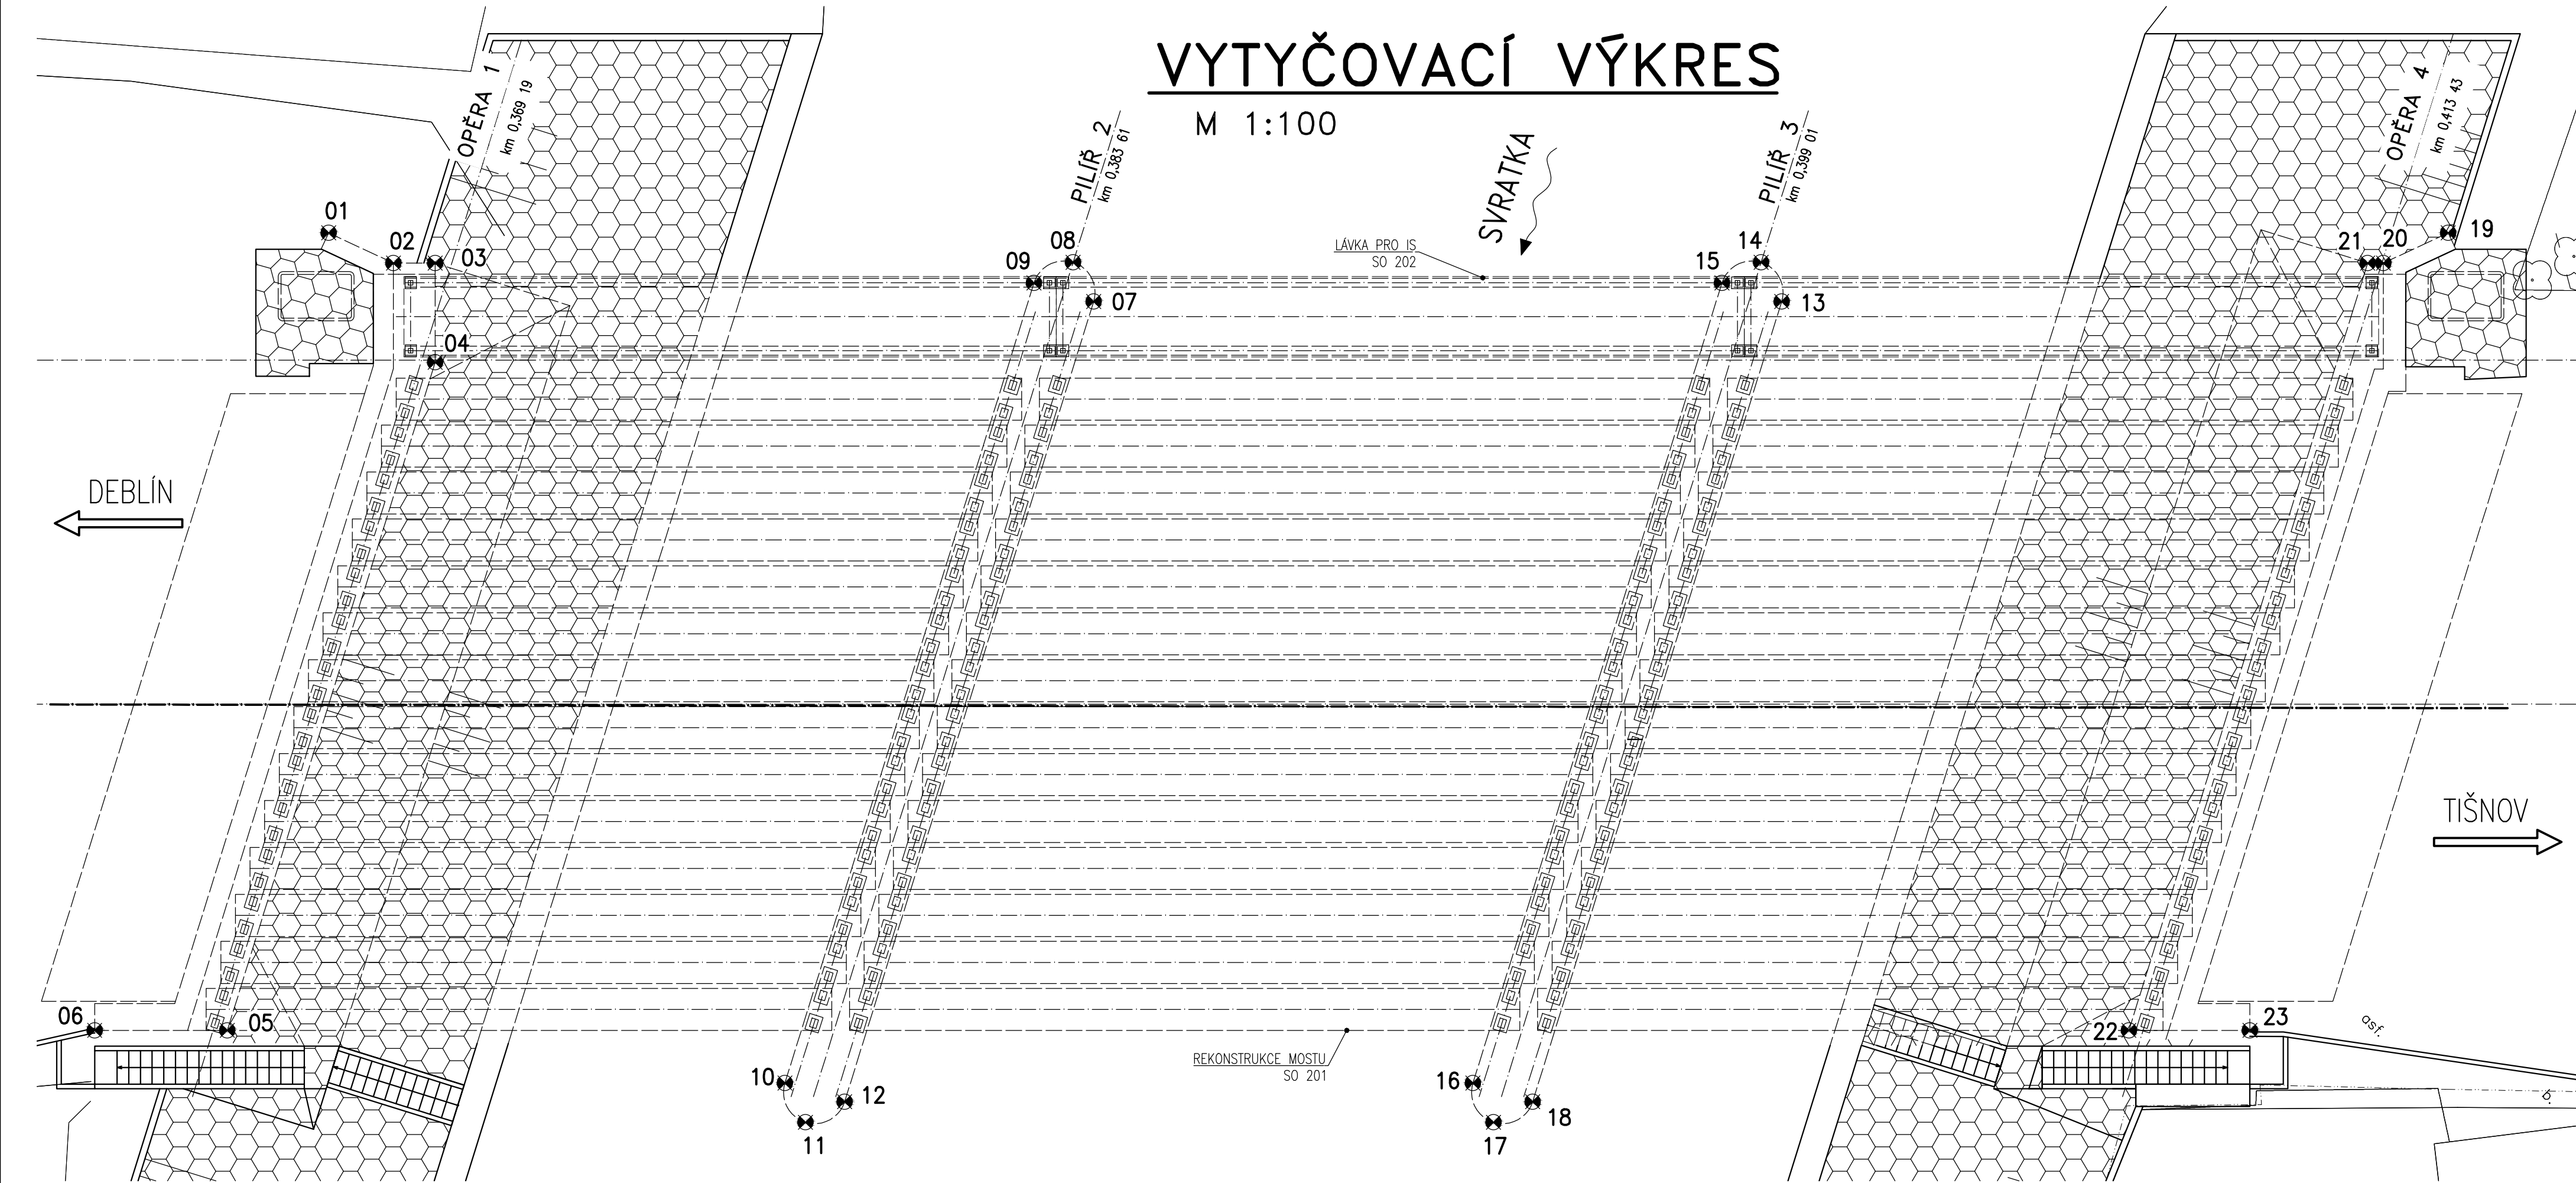 VYTYČOVACÍ VÝKRES
M 1:100
OPĚRA 1
km 0,369 19
PILÍŘ 2
km 0,383 61
SVRATKA
PILÍŘ 3
km 0,399 01
OPĚRA 4
km 0,413 43
01
02
03
04
09
08
07
LÁVKA PRO IS
SO 202
15
14
13
21
20
19
DEBLÍN
TIŠNOV
06
05
10
11
12
REKONSTRUKCE MOSTU
SO 201
16
17
18
22
23
asf.
b.